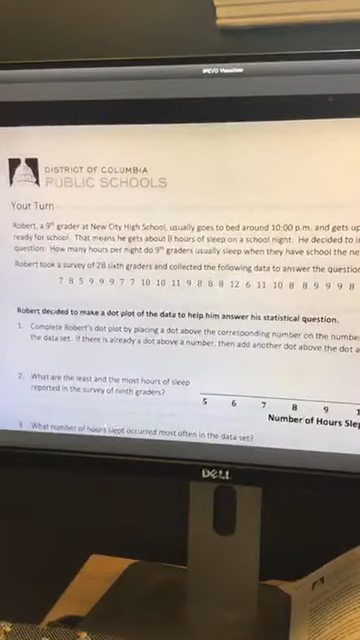 IPEVO Visualizer
DISTRICT OF COLUMBIA
PUBLIC SCHOOLS
Your Turn
Robert, a 9th grader at New City High School, usually goes to bed around 10:00 p.m. and gets up
ready for school. That means he gets about 8 hours of sleep on a school night. He decided to i
question: How many hours per night do 9th graders usually sleep when they have school the ne
Robert took a survey of 28 sixth graders and collected the following data to answer the question
7 8 5 9 9 9 7 7 10 10 11 9 8 8 8 12 6 11 10 8 8 9 9 9 8
Robert decided to make a dot plot of the data to help him answer his statistical question.
1. Complete Robert's dot plot by placing a dot above the corresponding number on the numbe
the data set. If there is already a dot above a number, then add another dot above the dot a
2. What are the least and the most hours of sleep
reported in the survey of ninth graders?
5 6 7 8 9 1
Number of Hours Slep
3 What number of hours slept occurred most often in the data set?
DELL